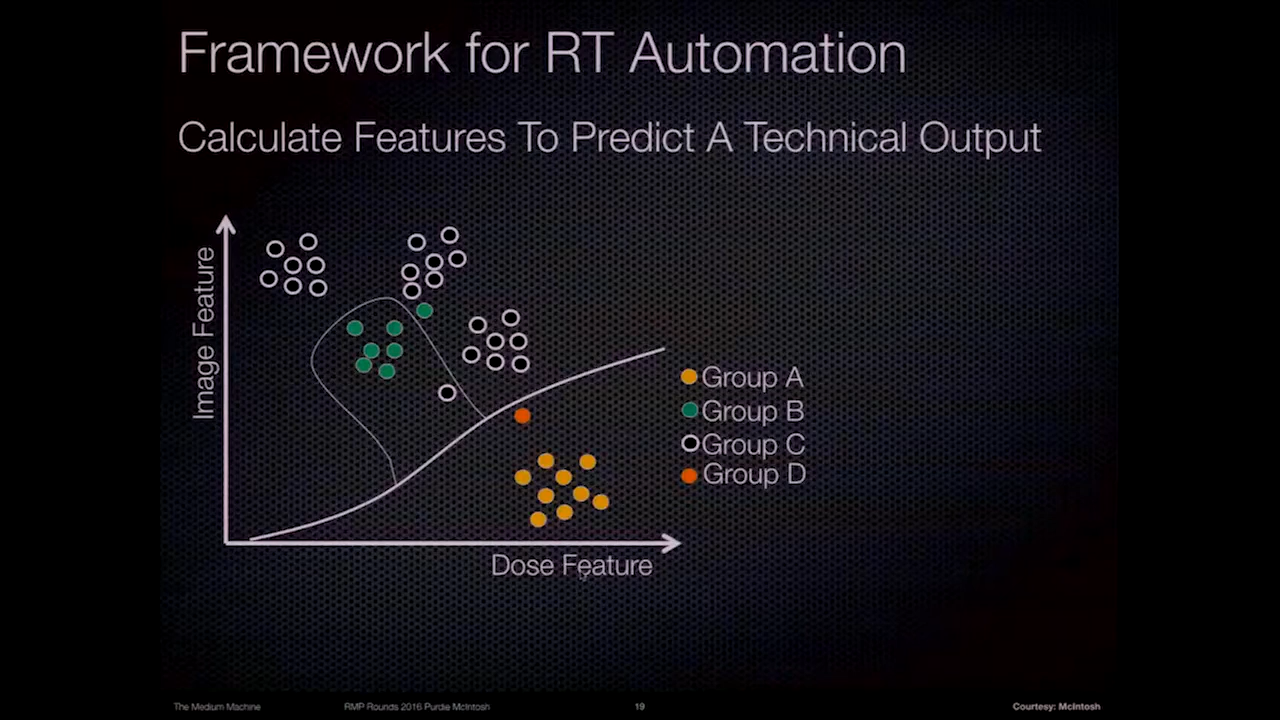 Framework for RT Automation
Calculate Features To Predict A Technical Output
Image Feature
Group A
Group B
Group C
Group D
Dose Feature
The Medium Machine
RMP Rounds 2016 Purdie McIntosh
19
Courtesy: McIntosh